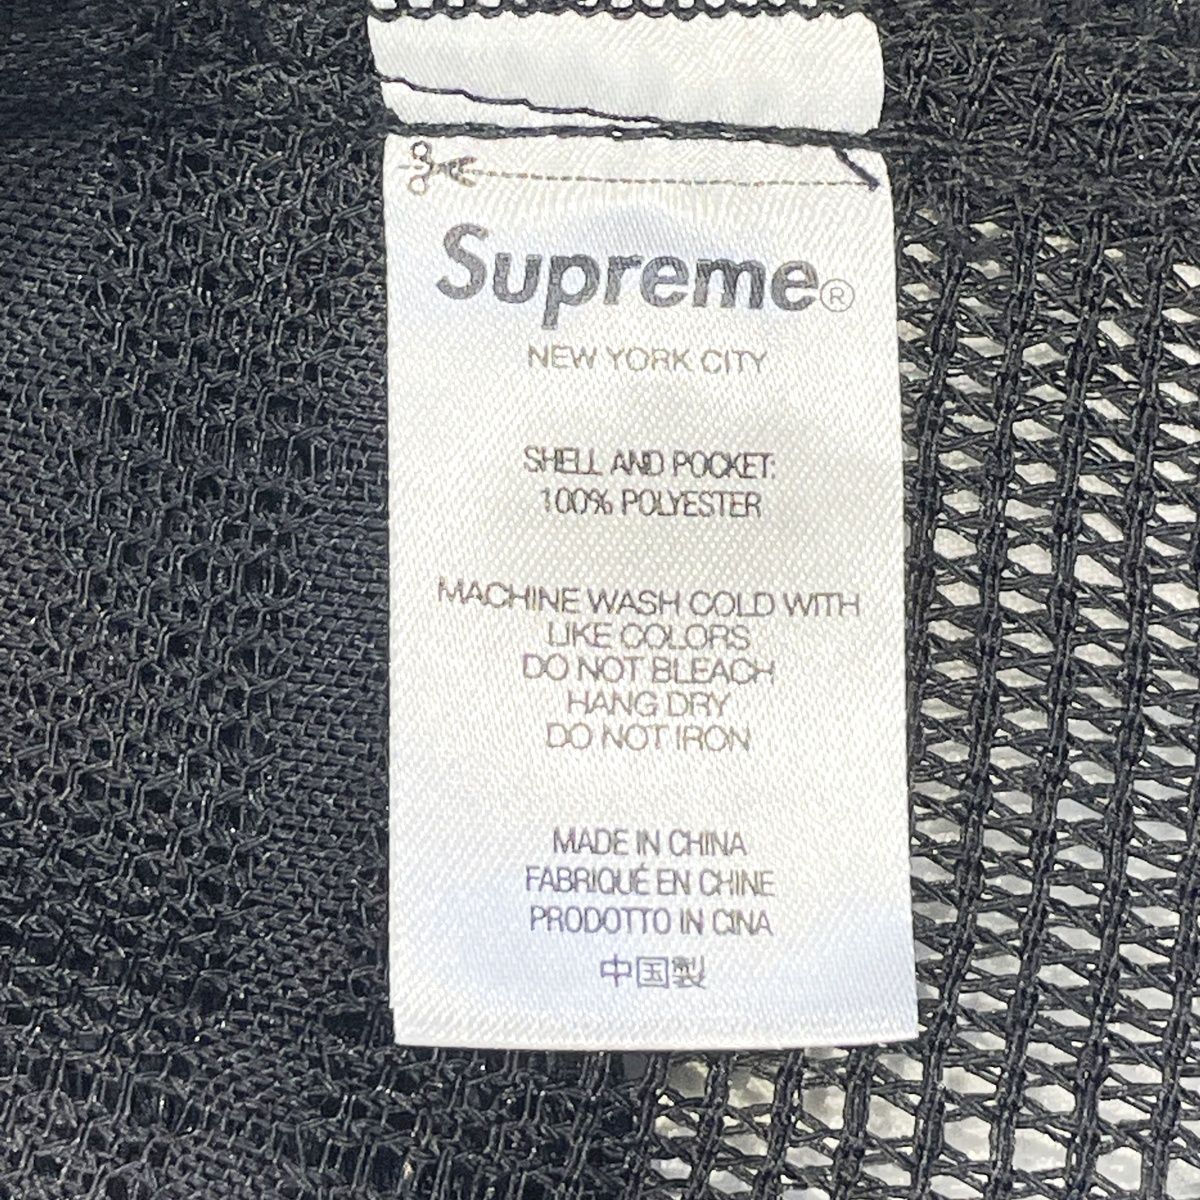 Supreme®
NEW YORK CITY
SHELL AND POCKET:
100% POLYESTER
MACHINE WASH COLD WITH
LIKE COLORS
DO NOT BLEACH
HANG DRY
DO NOT IRON
MADE IN CHINA
FABRIQUÉ EN CHINE
PRODOTTO IN CINA
中国製